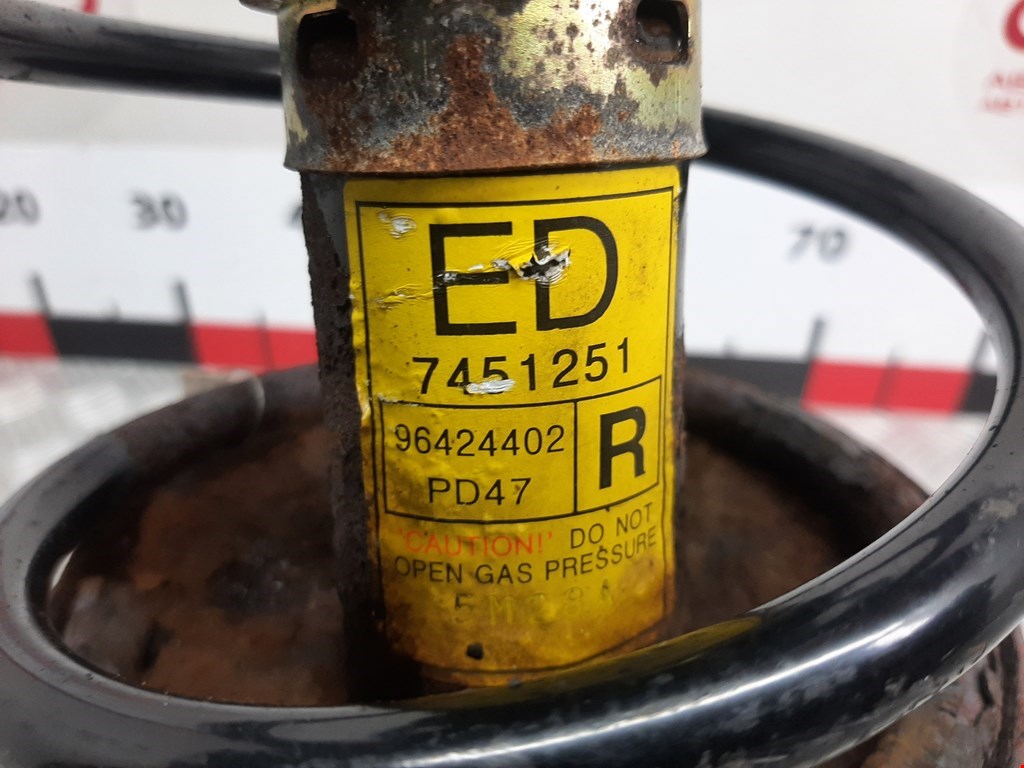 20
30
70
ED
7451251
96424402
PD47
R
'CAUTION!' DO NOT
OPEN GAS PRESSURE